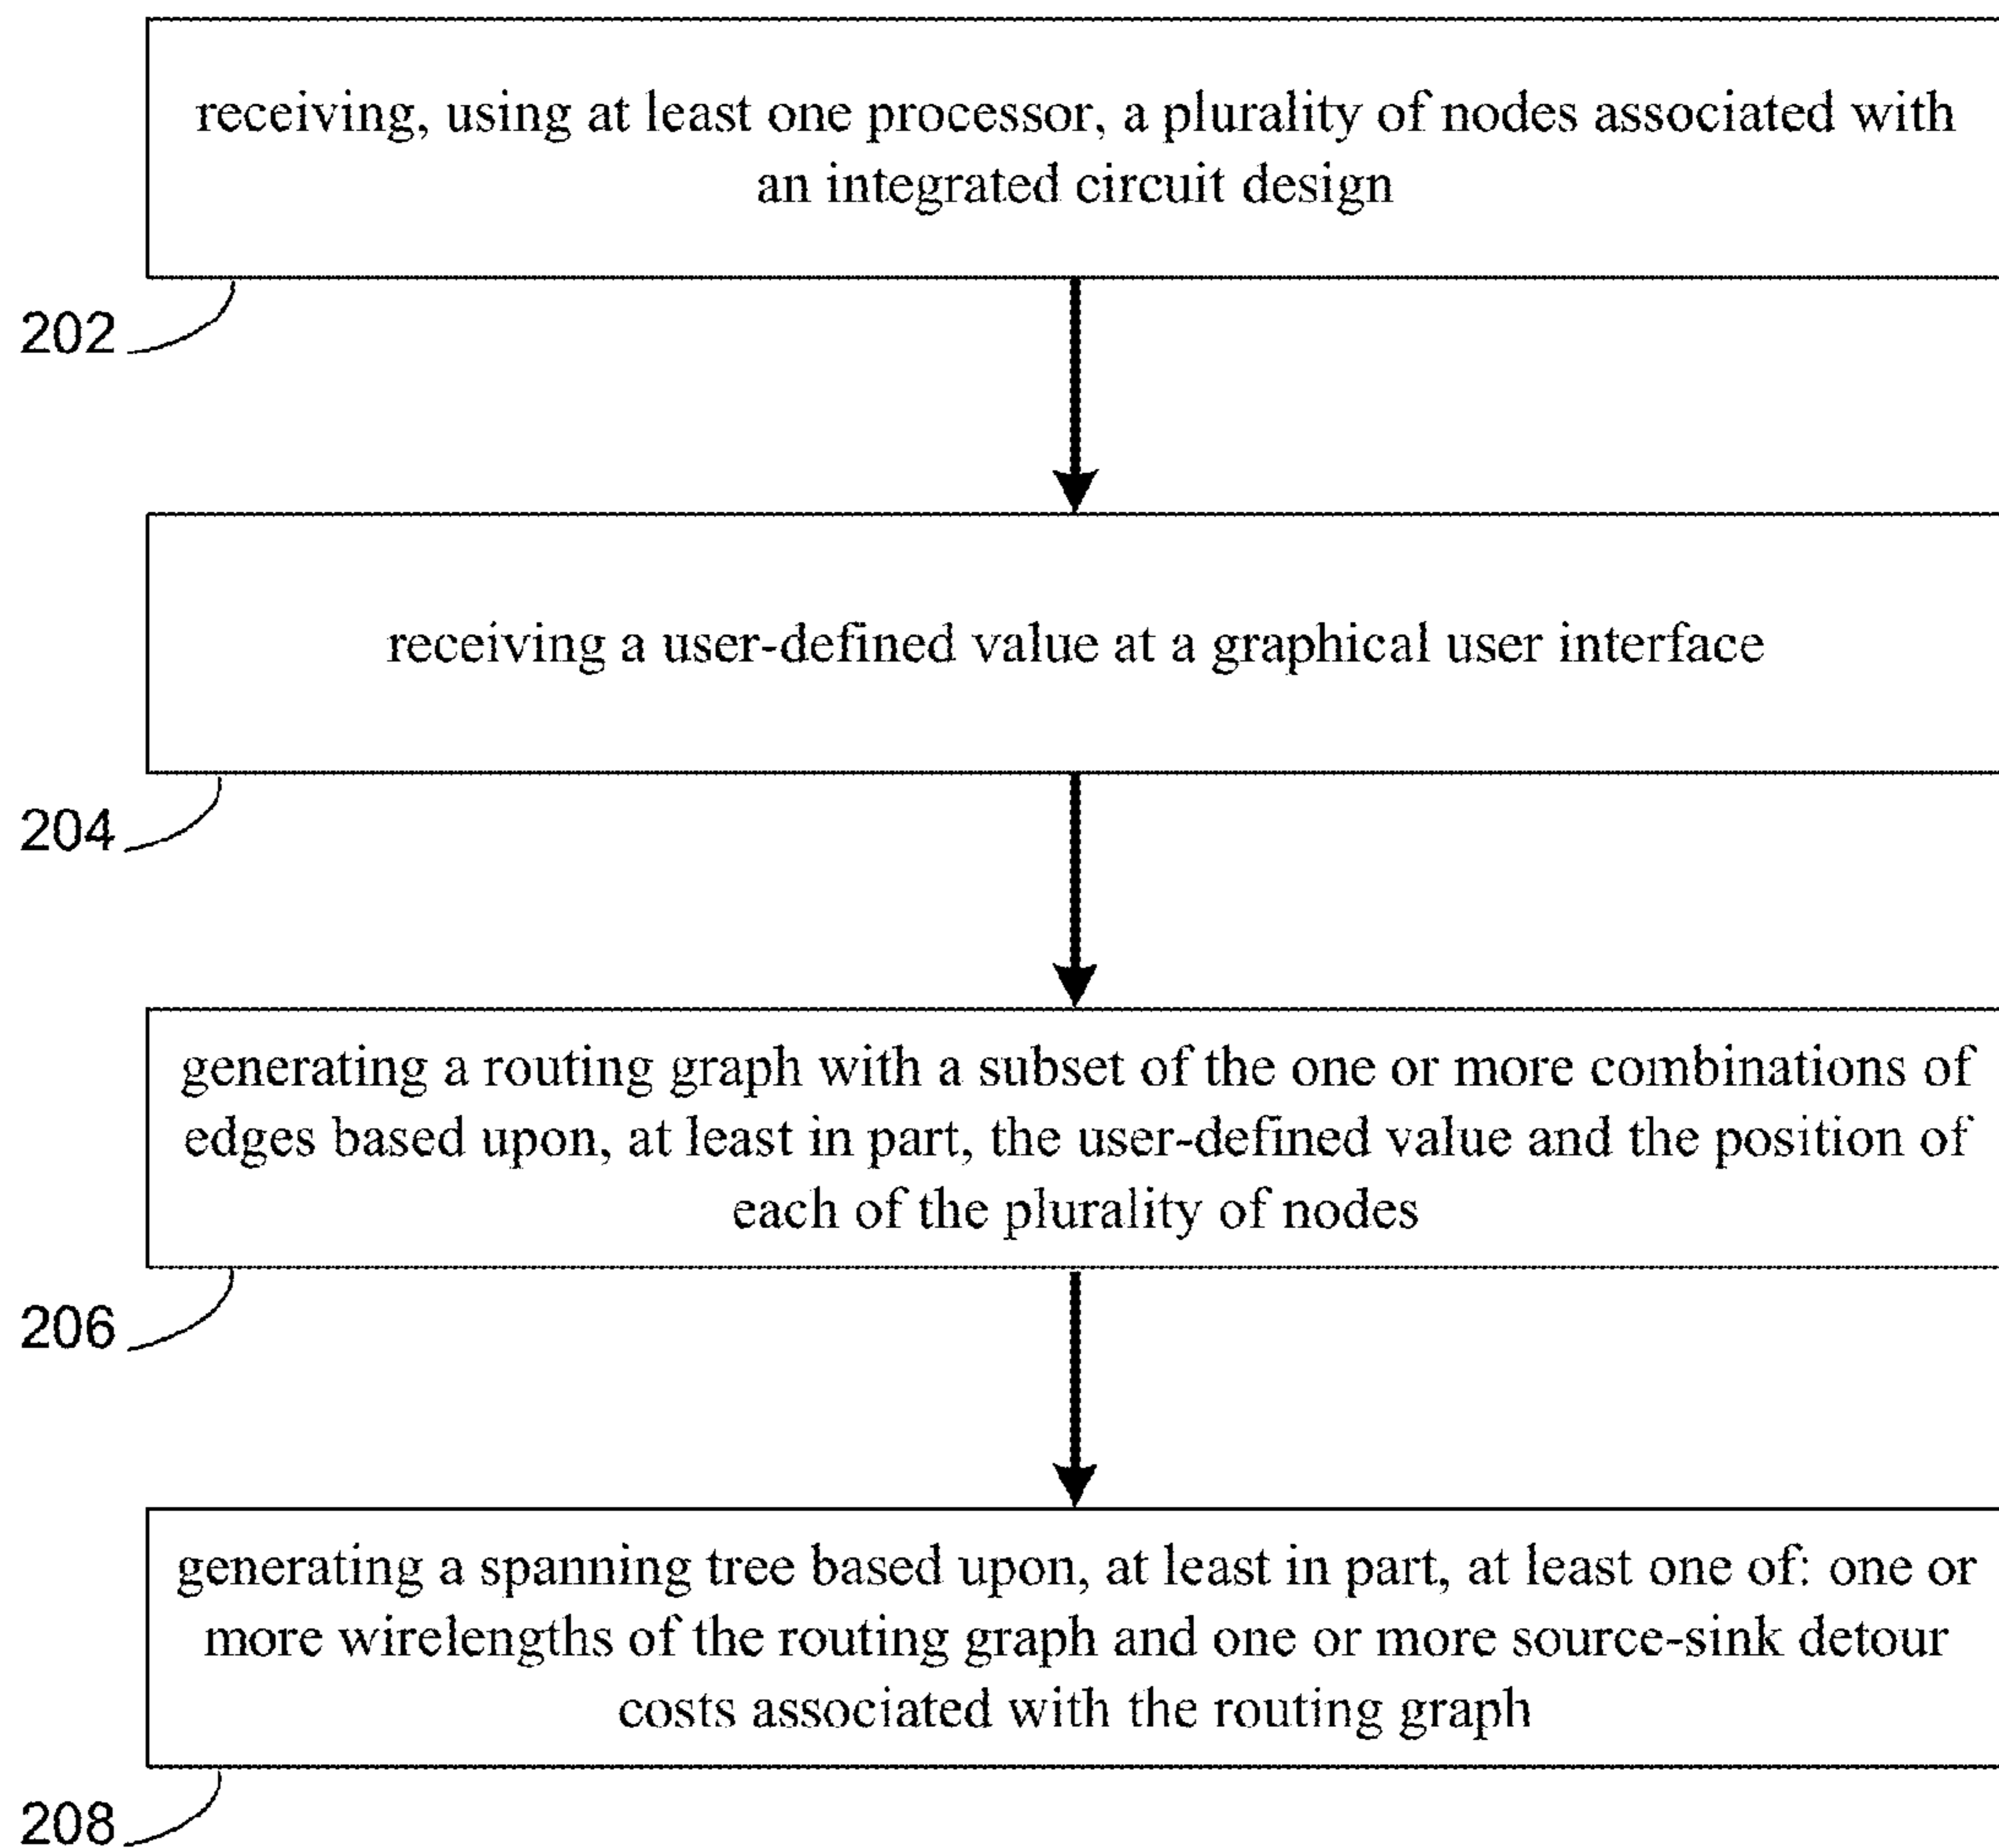 receiving, using at least one processor, a plurality of nodes associated with
an integrated circuit design
202
receiving a user-defined value at a graphical user interface
204
generating a routing graph with a subset of the one or more combinations of
edges based upon, at least in part, the user-defined value and the position of
each of the plurality of nodes
206
generating a spanning tree based upon, at least in part, at least one of: one or
more wirelengths of the routing graph and one or more source-sink detour
costs associated with the routing graph
208